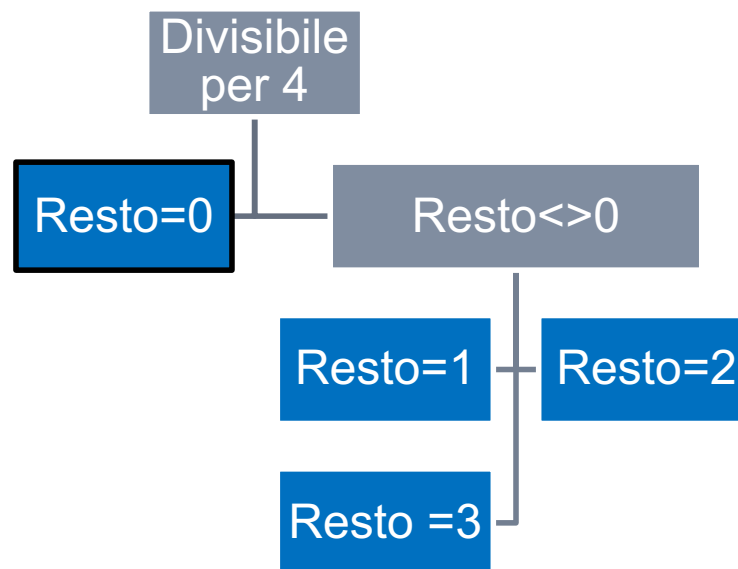 Divisibile
per 4
Resto=0
Resto<>0
Resto=1
Resto=2
Resto =3